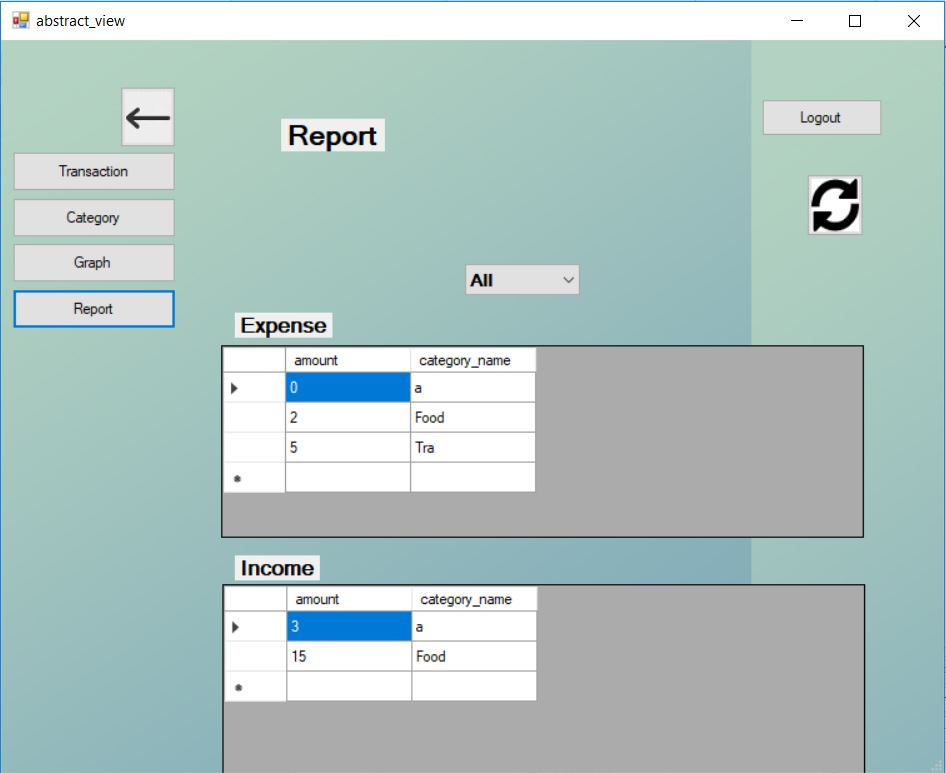 abstract_view
Logout
Report
Transaction
Category
Graph
Report
All
Expense
amount category_name
0 a
2 Food
5 Tra
Income
amount category_name
3 a
15 Food